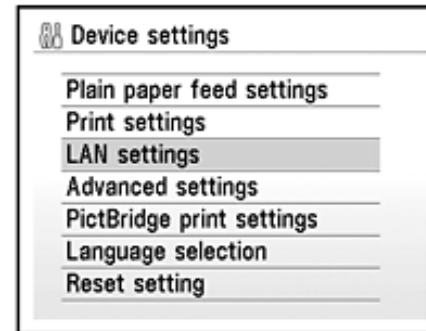 Device settings
Plain paper feed settings
Print settings
LAN settings
Advanced settings
PictBridge print settings
Language selection
Reset setting